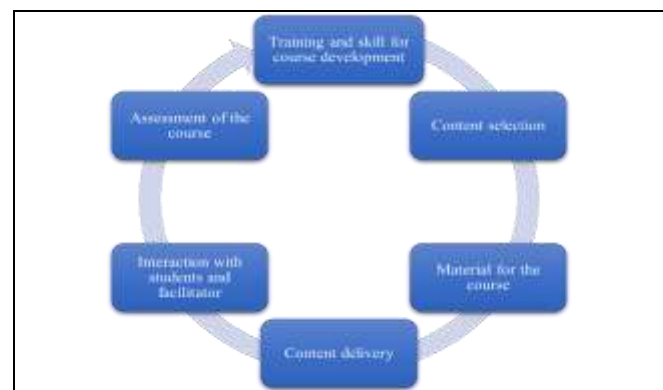 Training and skill for
course development
Content selection
Material for the
course
Content delivery
Interaction with
students and
facilitator
Assessment of the
course